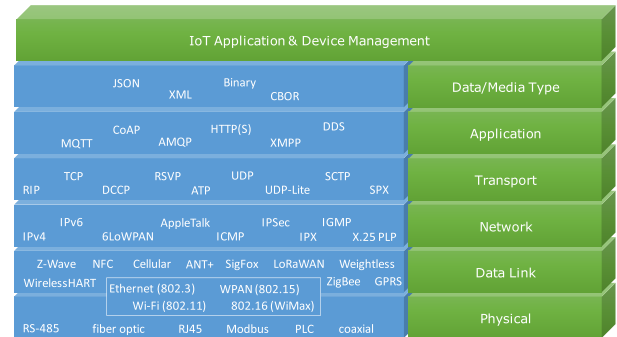 IoT Application & Device Management
JSON XML Binary CBOR Data/Media Type
MQTT CoAP AMQP HTTP(S) XMPP DDS Application
RIP TCP DCCP RSVP ATP UDP UDP-Lite SCTP SPX Transport
IPv4 IPv6 6LoWPAN AppleTalk ICMP IPSec IPX IGMP X.25 PLP Network
Z-Wave NFC Cellular ANT+ SigFox LoRaWAN Weightless Data Link
WirelessHART ZigBee GPRS
Ethernet (802.3) WPAN (802.15)
Wi-Fi (802.11) 802.16 (WiMax)
RS-485 fiber optic RJ45 Modbus PLC coaxial Physical